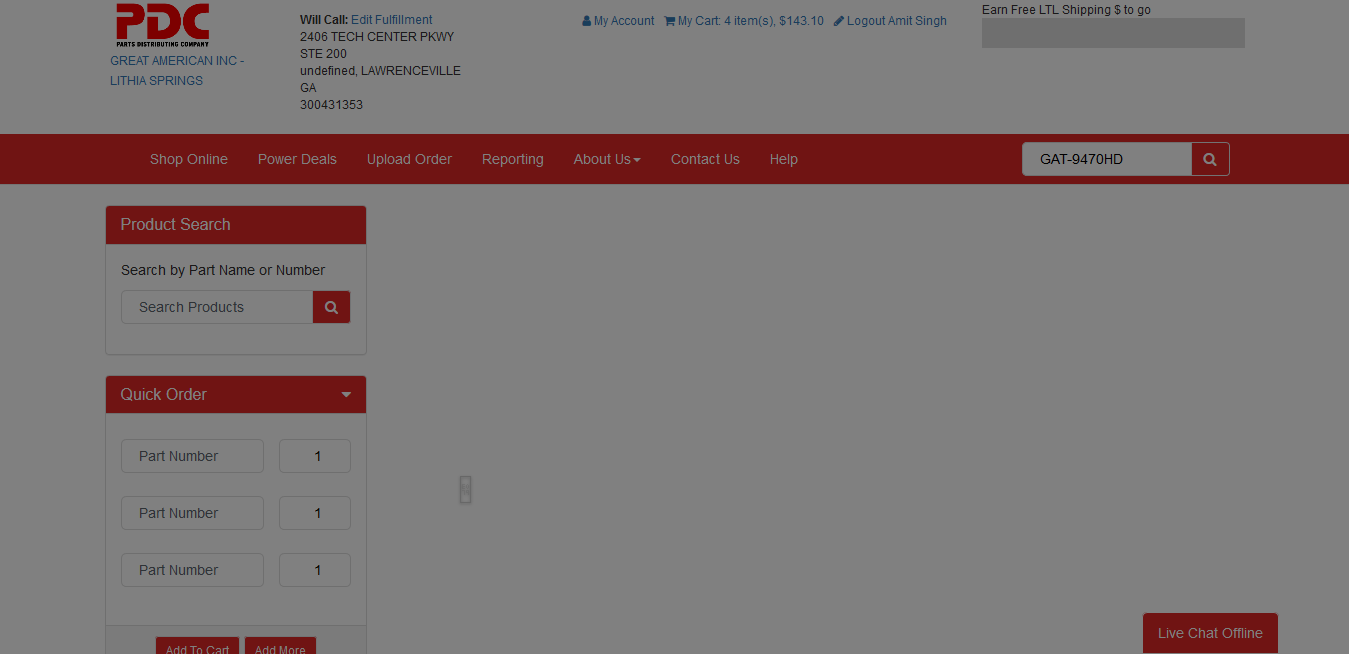 PDC
PARTS DISTRIBUTING COMPANY
GREAT AMERICAN INC -
LITHIA SPRINGS
Will Call: Edit Fulfillment
2406 TECH CENTER PKWY
STE 200
undefined, LAWRENCEVILLE
GA
300431353
My Account My Cart: 4 item(s), $143.10 Logout Amit Singh
Earn Free LTL Shipping $ to go
Shop Online Power Deals Upload Order Reporting About Us Contact Us Help
GAT-9470HD
Product Search
Search by Part Name or Number
Search Products
Quick Order
Part Number 1
Part Number 1
Part Number 1
Add To Cart Add More
Live Chat Offline